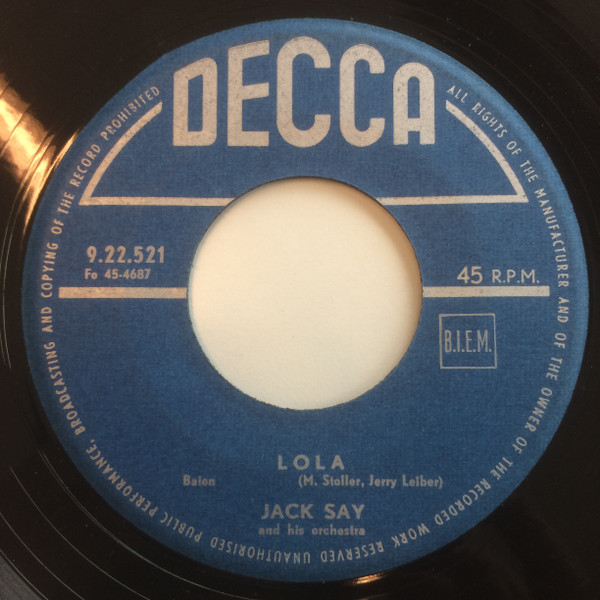 DECCA
ALL RIGHTS OF THE MANUFACTURER AND OF THE OWNER OF THE RECORDED WORK RESERVED UNAUTHORISED PUBLIC PERFORMANCE, BROADCASTING AND COPYING OF THE RECORD PROHIBITED
9.22.521
Fo 45-4687
45 R.P.M.
B.I.E.M.
LOLA
Baion (M. Stoller, Jerry Leiber)
JACK SAY
and his orchestra